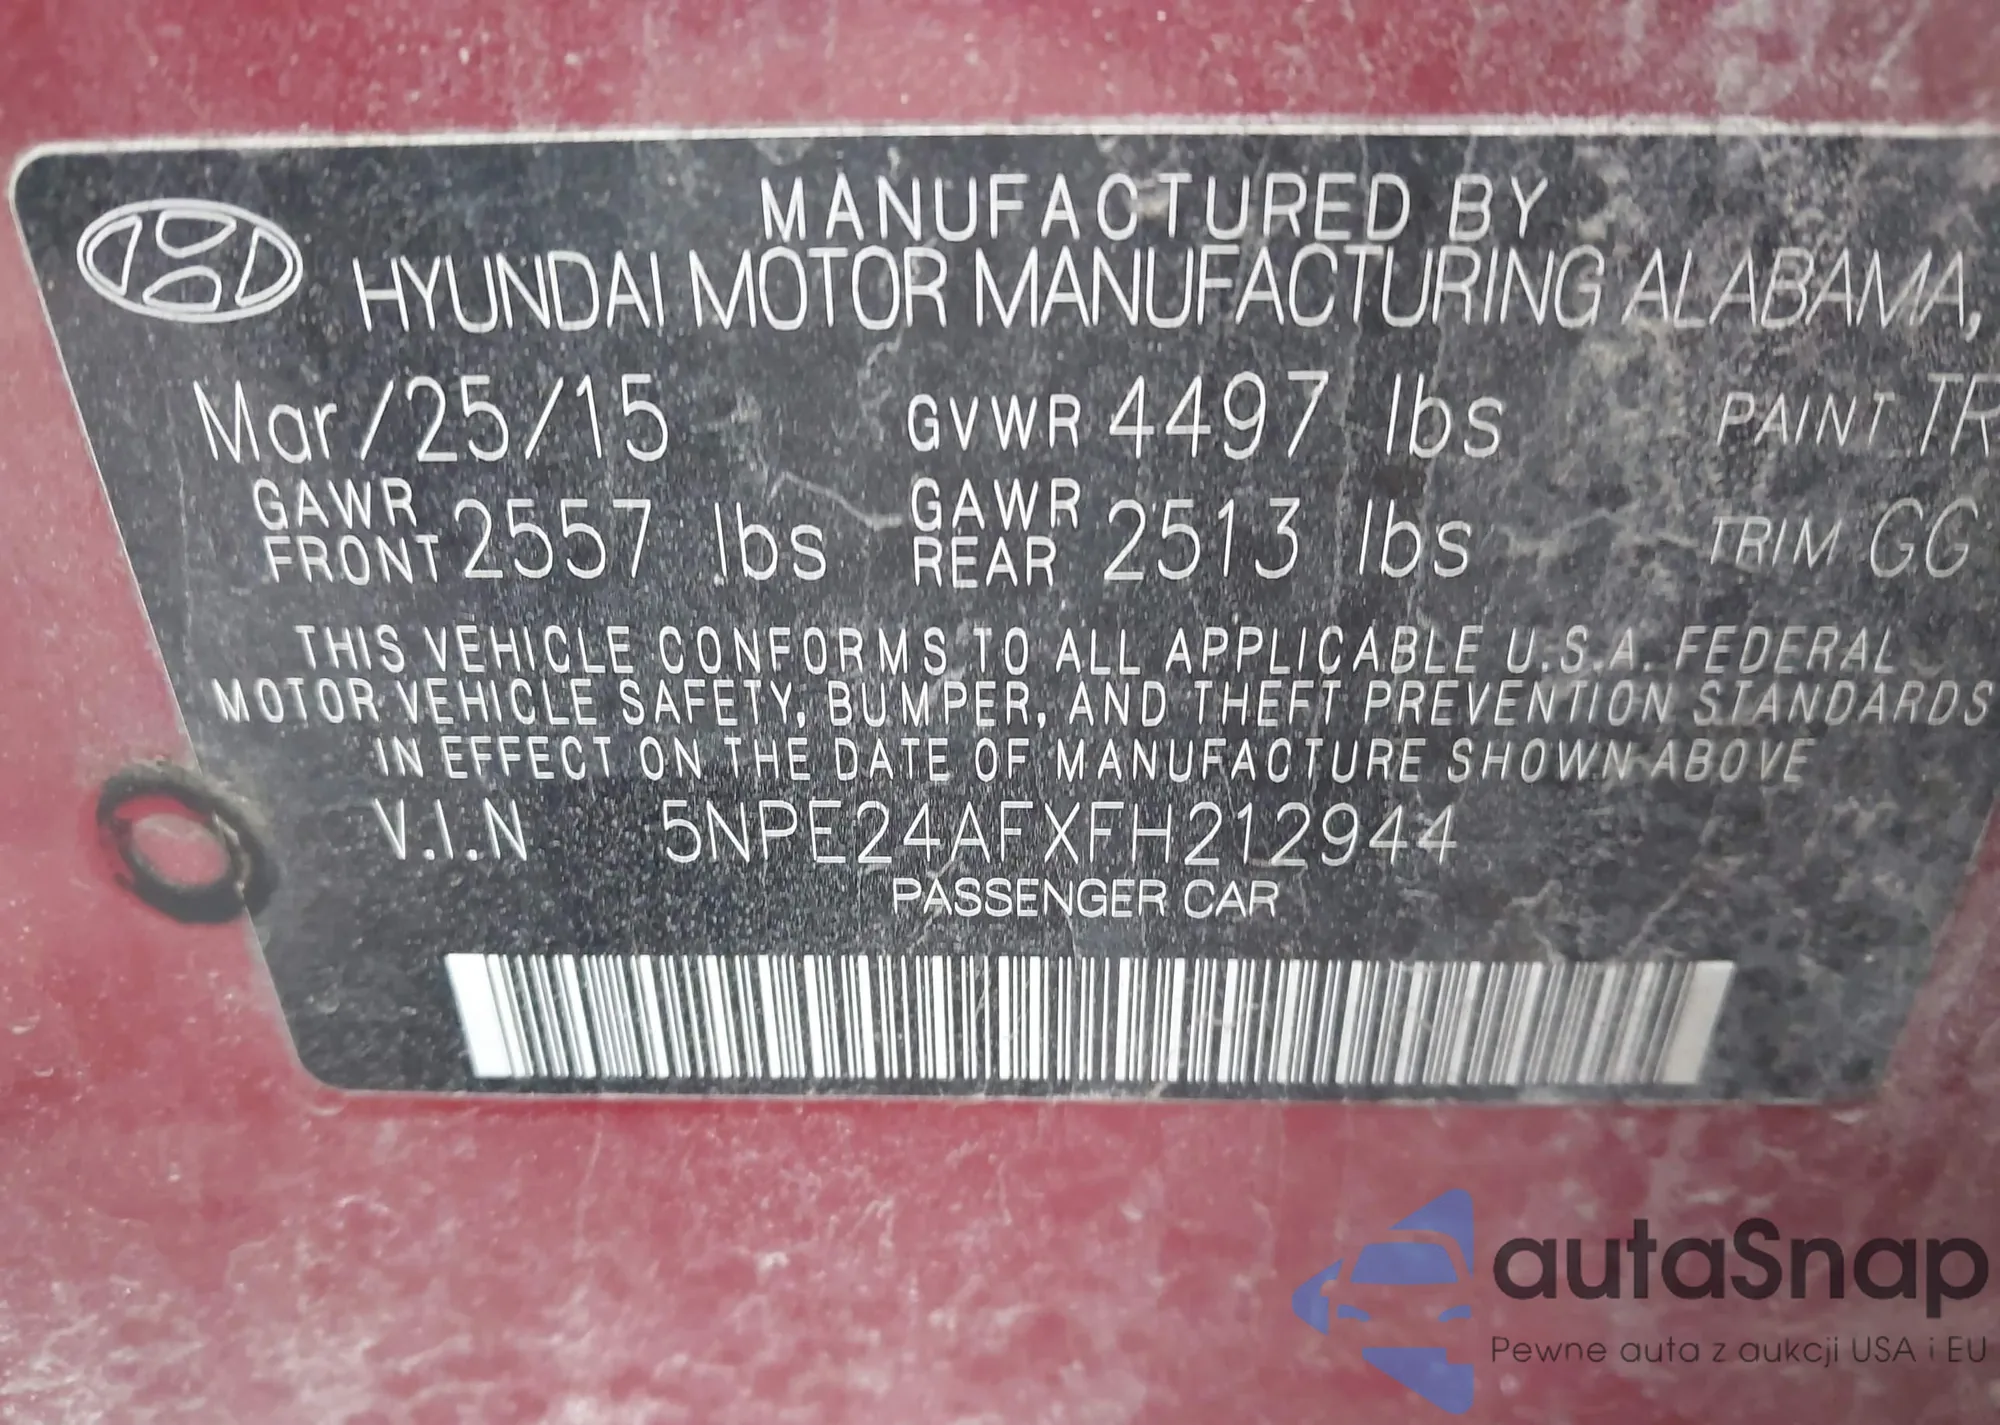 MANUFACTURED BY
HYUNDAI MOTOR MANUFACTURING ALABAMA,
Mar/25/15 GVWR 4497 lbs PAINT TR
GAWR FRONT 2557 lbs GAWR REAR 2513 lbs TRIM GG
THIS VEHICLE CONFORMS TO ALL APPLICABLE U.S.A. FEDERAL
MOTOR VEHICLE SAFETY, BUMPER, AND THEFT PREVENTION STANDARDS
IN EFFECT ON THE DATE OF MANUFACTURE SHOWN ABOVE
V.I.N 5NPE24AFXFH212944
PASSENGER CAR
autaSnap
Pewne auta z aukcji USA i EU